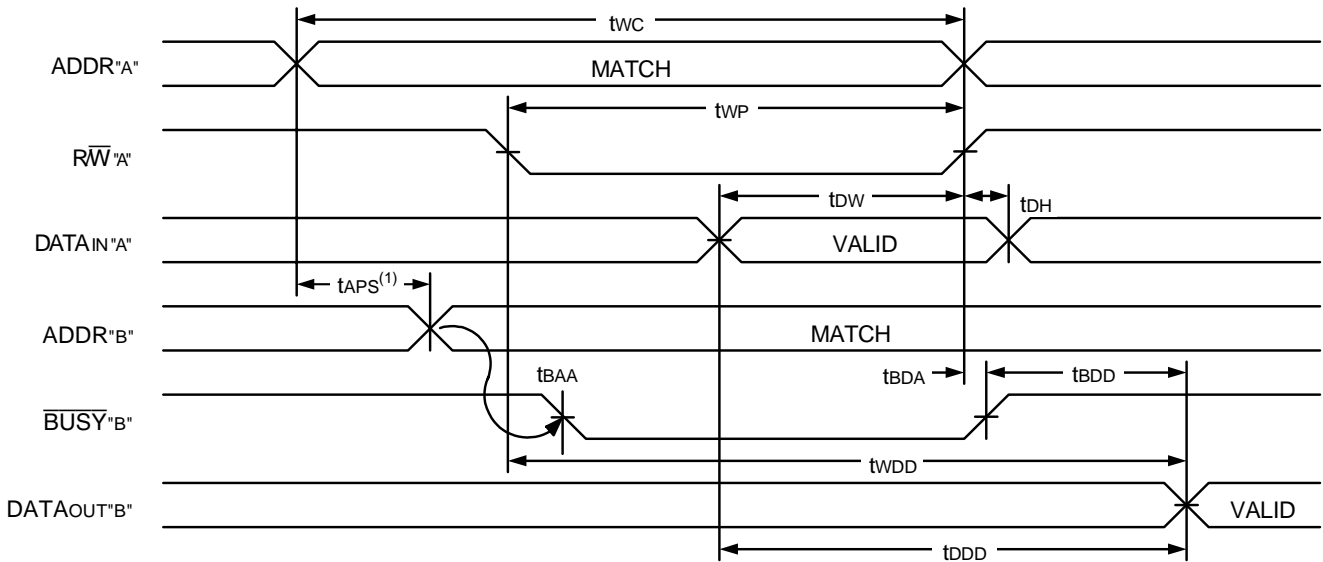 tWC
ADDR"A"
MATCH
tWP
R/W̅"A"
tDW
tDH
DATAIN"A"
VALID
tAPS(1)
ADDR"B"
MATCH
tBAA
tBDA
tBDD
B̅U̅S̅Y̅"B"
tWDD
DATAOUT"B"
VALID
tDDD